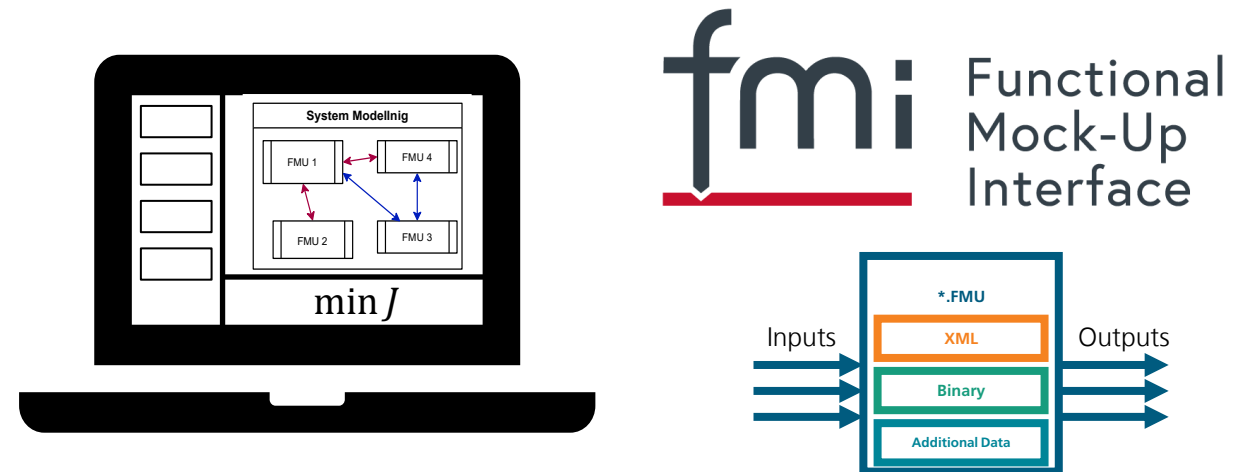 System Modellnig
FMU 1
FMU 4
FMU 2
FMU 3
min J
fmi
Functional
Mock-Up
Interface
*.FMU
Inputs
XML
Outputs
Binary
Additional Data